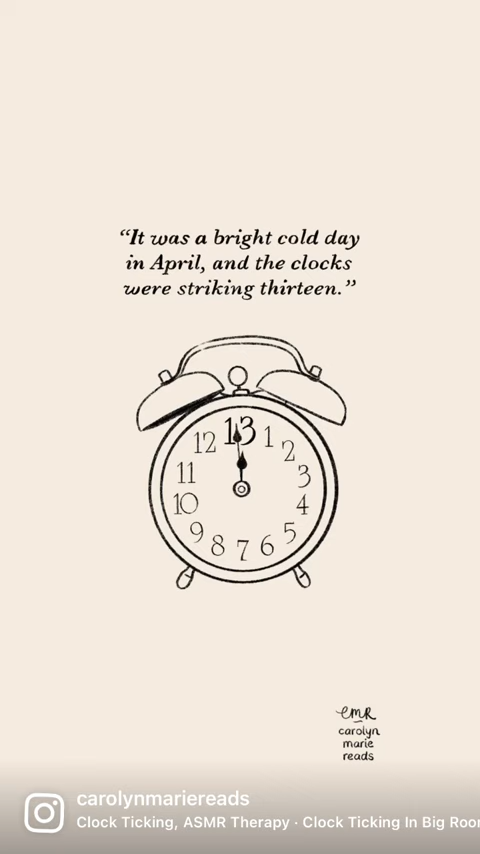 “It was a bright cold day
in April, and the clocks
were striking thirteen.”
13
12 1
2
11
3
10
4
9
5
8 7 6
emR
carolyn
marie
reads
carolynmariereads
Clock Ticking, ASMR Therapy · Clock Ticking In Big Roo